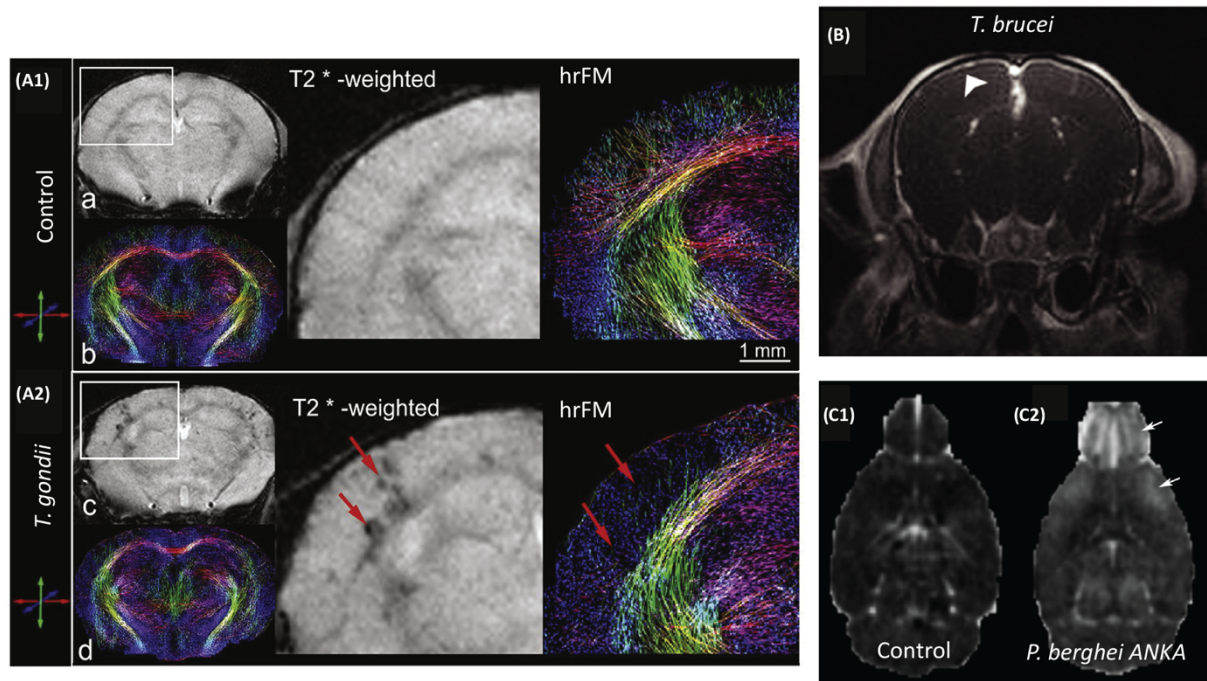 (A1)
Control
a
b
T2 * -weighted
hrFM
1 mm
(A2)
T. gondii
c
d
T2 * -weighted
hrFM
(B)
T. brucei
(C1)
Control
(C2)
P. berghei ANKA